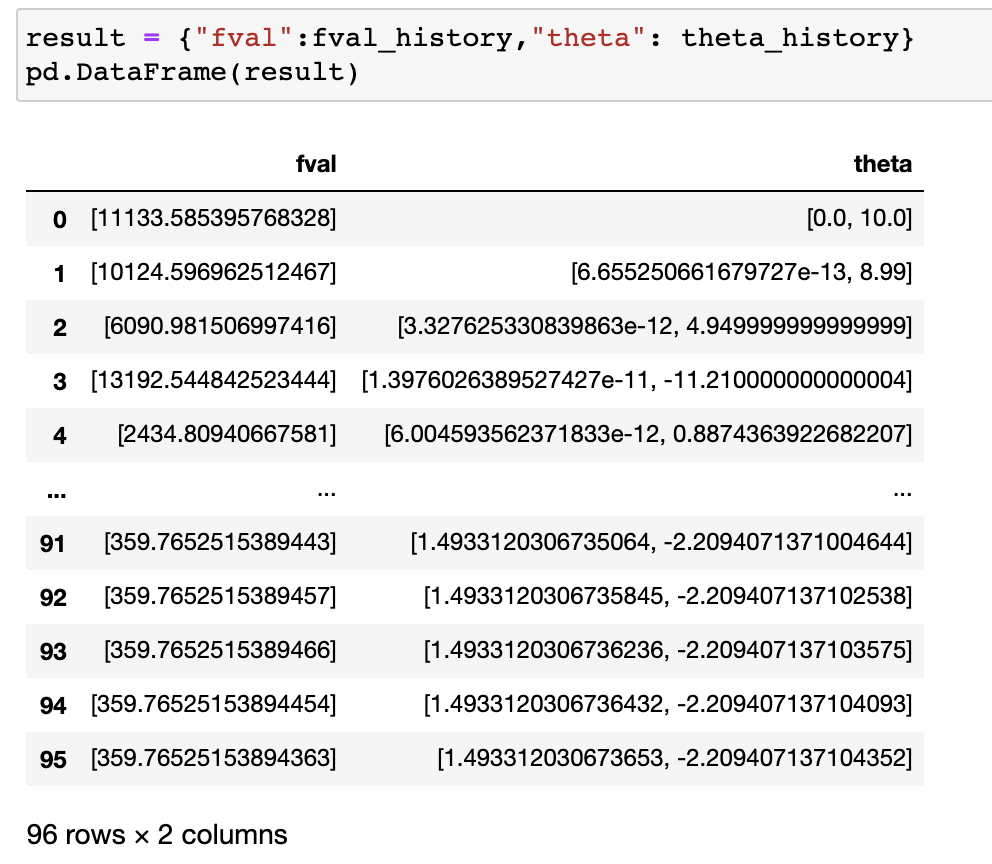 result = {"fval":fval_history,"theta": theta_history}
pd.DataFrame(result)
fval theta
0 [11133.585395768328] [0.0, 10.0]
1 [10124.596962512467] [6.655250661679727e-13, 8.99]
2 [6090.981506997416] [3.327625330839863e-12, 4.949999999999999]
3 [13192.544842523444] [1.3976026389527427e-11, -11.210000000000004]
4 [2434.80940667581] [6.004593562371833e-12, 0.8874363922682207]
... ... ...
91 [359.7652515389443] [1.4933120306735064, -2.2094071371004644]
92 [359.7652515389457] [1.4933120306735845, -2.209407137102538]
93 [359.7652515389466] [1.4933120306736236, -2.209407137103575]
94 [359.76525153894454] [1.4933120306736432, -2.209407137104093]
95 [359.76525153894363] [1.493312030673653, -2.209407137104352]
96 rows × 2 columns